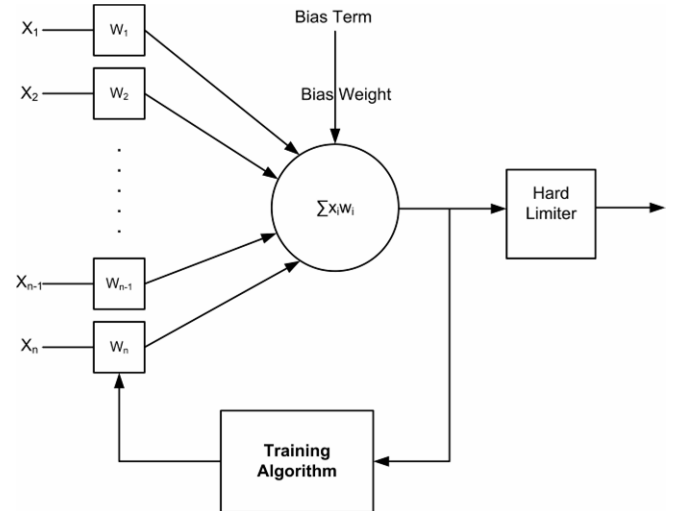 Bias Term
X₁
W₁
X₂
W₂
Bias Weight
.
.
.
.
.
∑xᵢwᵢ
Hard
Limiter
Xₙ₋₁
Wₙ₋₁
Xₙ
Wₙ
Training
Algorithm